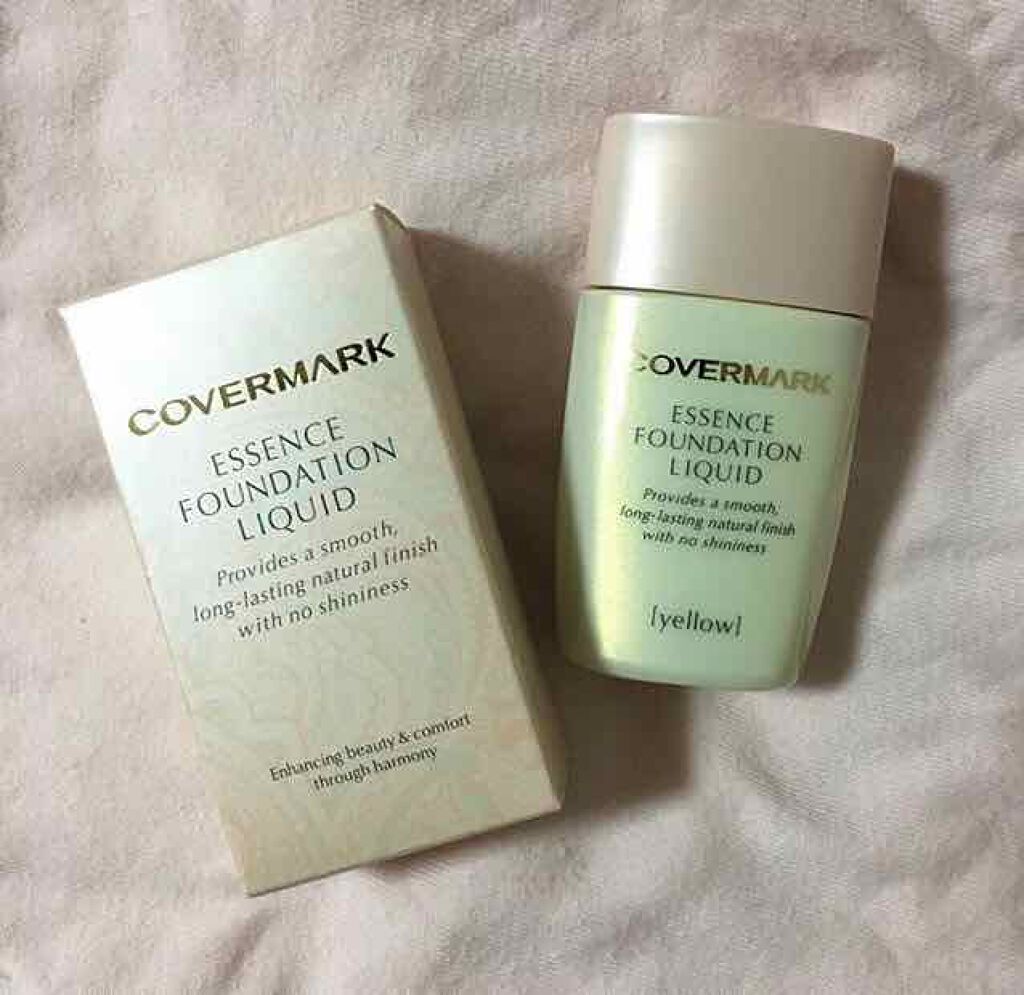 COVERMARK
ESSENCE
FOUNDATION
LIQUID
Provides a smooth,
long-lasting natural finish
with no shininess
Enhancing beauty & comfort
through harmony
COVERMARK
ESSENCE
FOUNDATION
LIQUID
Provides a smooth,
long-lasting natural finish
with no shininess
[yellow]